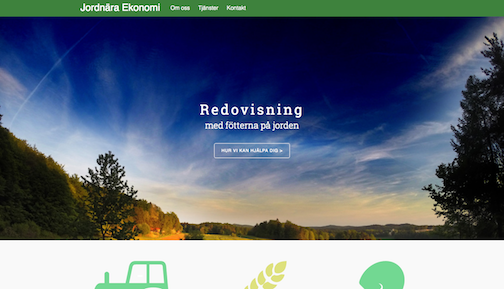 Jordnära Ekonomi Om oss Tjänster Kontakt
Redovisning
med fötterna på jorden
HUR VI KAN HJÄLPA DIG »